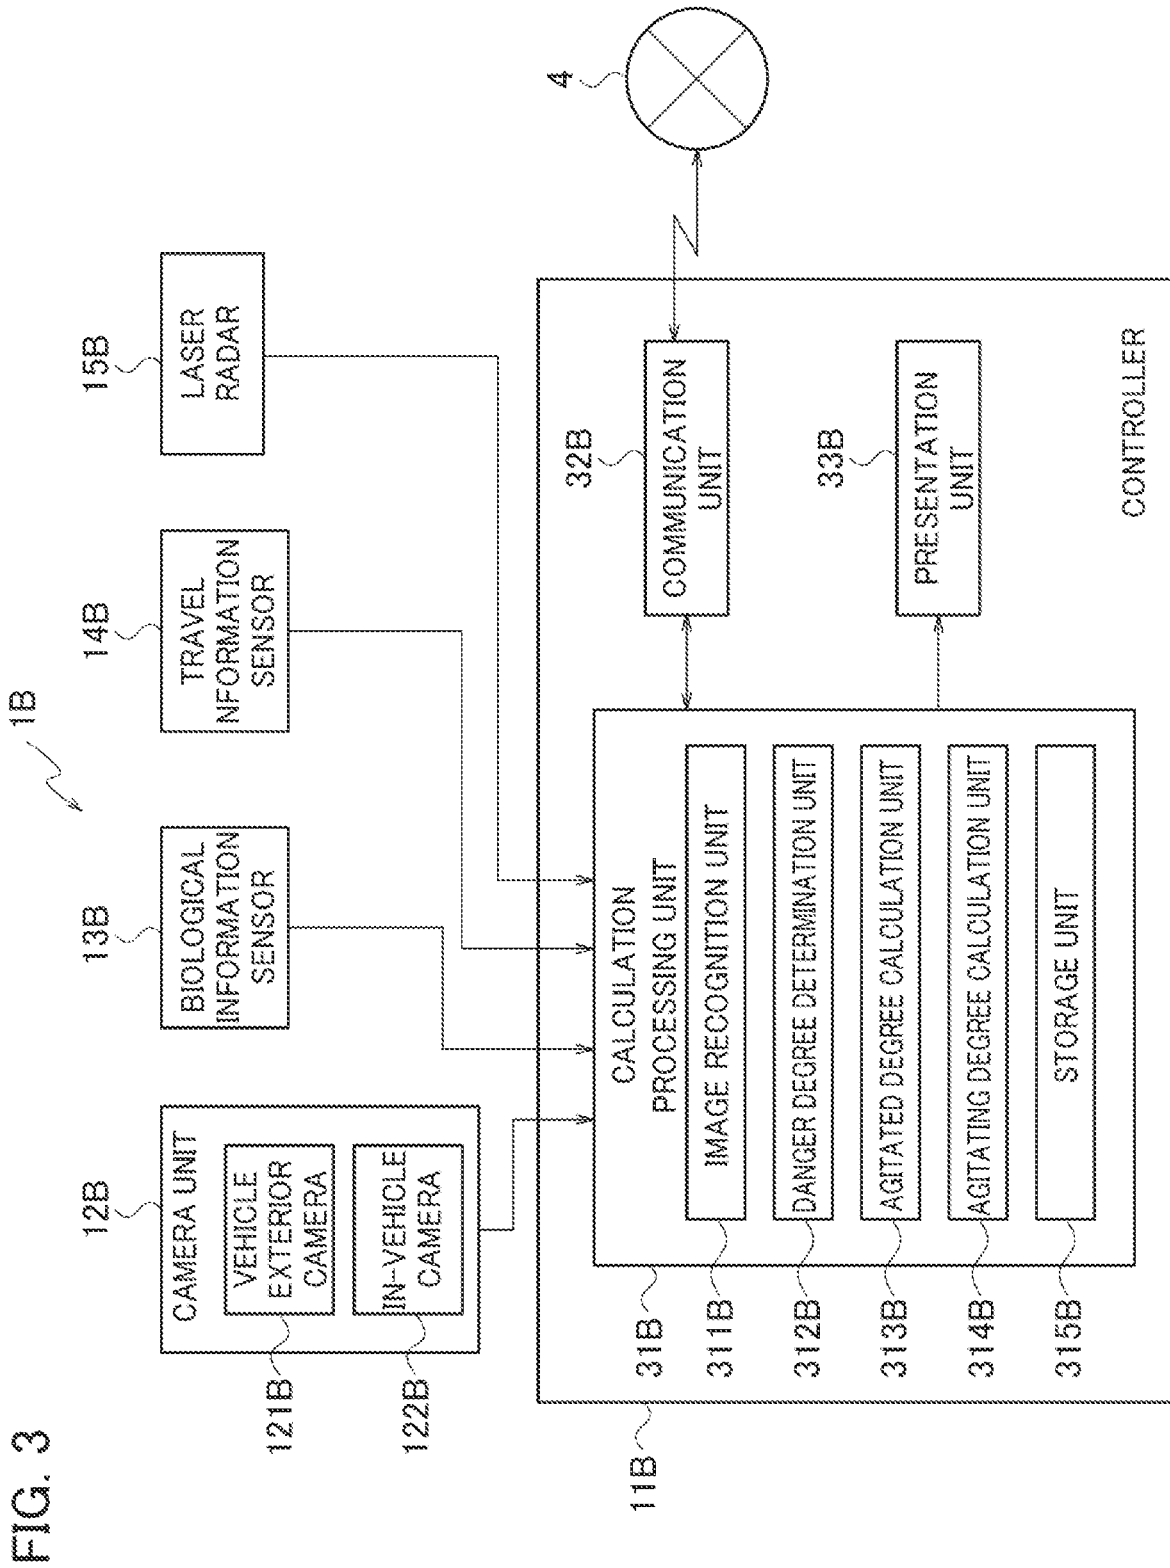 FIG. 3
1B
12B
13B
14B
15B
CAMERA UNIT
VEHICLE
EXTERIOR
CAMERA
IN-VEHICLE
CAMERA
121B
122B
BIOLOGICAL
INFORMATION
SENSOR
TRAVEL
NFORMATION
SENSOR
LASER
RADAR
4
CALCULATION
PROCESSING UNIT
IMAGE RECOGNITION UNIT
DANGER DEGREE DETERMINATION UNIT
AGITATED DEGREE CALCULATION UNIT
AGITATING DEGREE CALCULATION UNIT
STORAGE UNIT
32B
COMMUNICATION
UNIT
33B
PRESENTATION
UNIT
CONTROLLER
11B
31B
311B
312B
313B
314B
315B